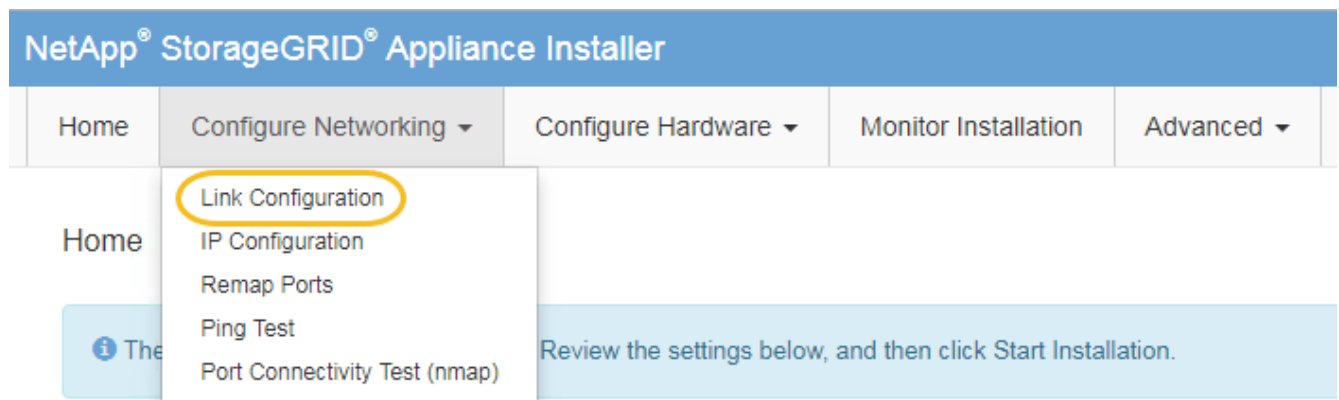 NetApp® StorageGRID® Appliance Installer
Home Configure Networking Configure Hardware Monitor Installation Advanced
Link Configuration
Home IP Configuration
Remap Ports
Ping Test
The Review the settings below, and then click Start Installation.
Port Connectivity Test (nmap)